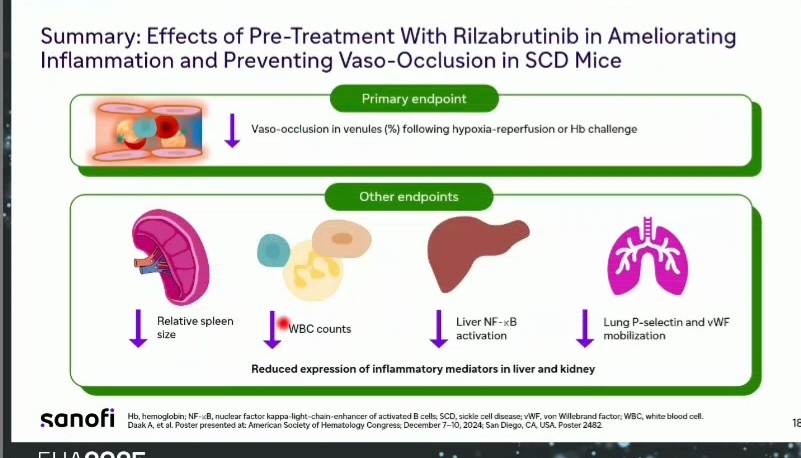 Summary: Effects of Pre-Treatment With Rilzabrutinib in Ameliorating
Inflammation and Preventing Vaso-Occlusion in SCD Mice
Primary endpoint
Vaso-occlusion in venules (%) following hypoxia-reperfusion or Hb challenge
Other endpoints
Relative spleen
size
WBC counts
Liver NF-κB
activation
Lung P-selectin and vWF
mobilization
Reduced expression of inflammatory mediators in liver and kidney
sanofi
Hb, hemoglobin; NF-κB, nuclear factor kappa-light-chain-enhancer of activated B cells; SCD, sickle cell disease; vWF, von Willebrand factor; WBC, white blood cell.
Daak A, et al. Poster presented at: American Society of Hematology Congress; December 7–10, 2024; San Diego, CA, USA. Poster 2482.
18